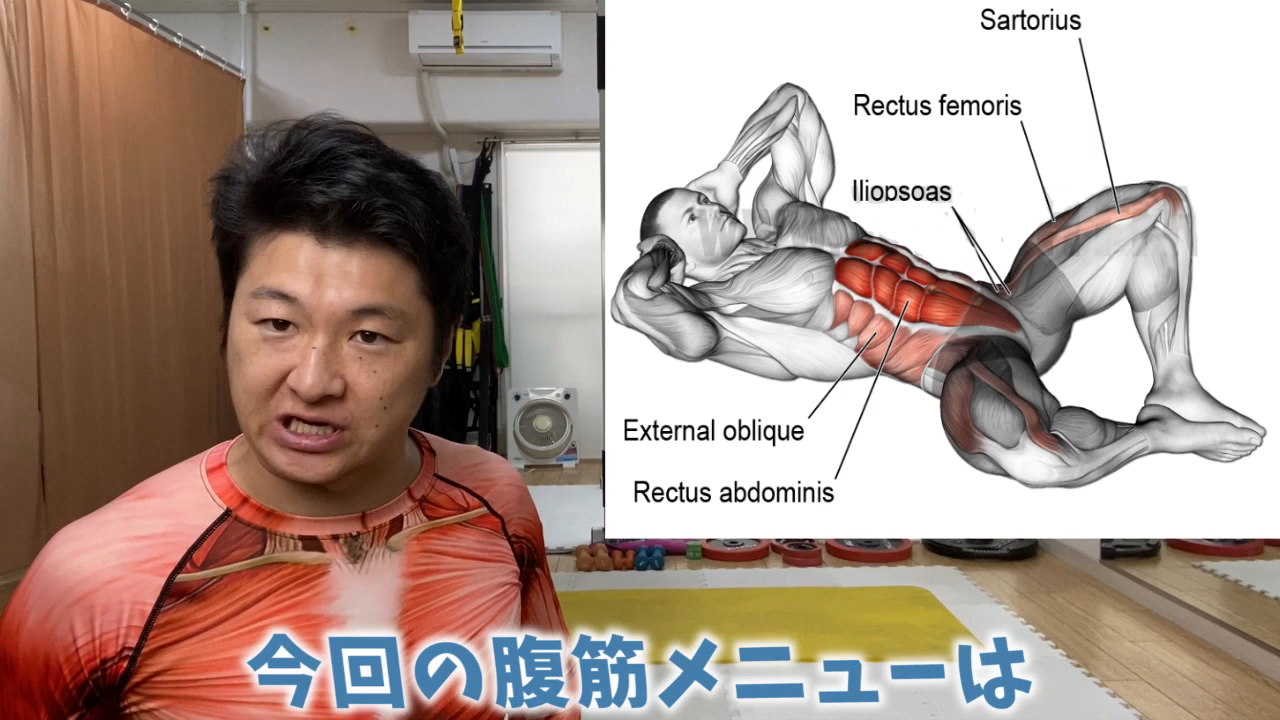 Sartorius
Rectus femoris
Iliopsoas
External oblique
Rectus abdominis
今回の腹筋メニューは